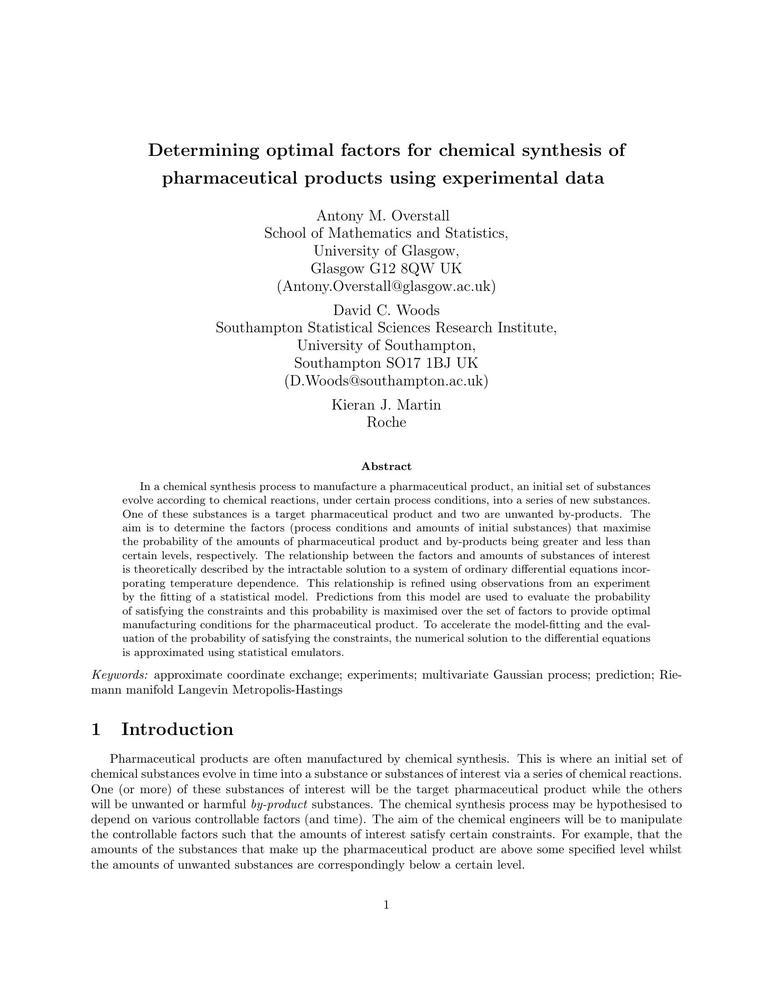 Determining optimal factors for chemical synthesis of
pharmaceutical products using experimental data
Antony M. Overstall
School of Mathematics and Statistics,
University of Glasgow,
Glasgow G12 8QW UK
(Antony.Overstall@glasgow.ac.uk)
David C. Woods
Southampton Statistical Sciences Research Institute,
University of Southampton,
Southampton SO17 1BJ UK
(D.Woods@southampton.ac.uk)
Kieran J. Martin
Roche
Abstract
In a chemical synthesis process to manufacture a pharmaceutical product, an initial set of substances
evolve according to chemical reactions, under certain process conditions, into a series of new substances.
One of these substances is a target pharmaceutical product and two are unwanted by-products. The
aim is to determine the factors (process conditions and amounts of initial substances) that maximise
the probability of the amounts of pharmaceutical product and by-products being greater and less than
certain levels, respectively. The relationship between the factors and amounts of substances of interest
is theoretically described by the intractable solution to a system of ordinary differential equations incor-
porating temperature dependence. This relationship is refined using observations from an experiment
by the fitting of a statistical model. Predictions from this model are used to evaluate the probability
of satisfying the constraints and this probability is maximised over the set of factors to provide optimal
manufacturing conditions for the pharmaceutical product. To accelerate the model-fitting and the eval-
uation of the probability of satisfying the constraints, the numerical solution to the differential equations
is approximated using statistical emulators.
Keywords: approximate coordinate exchange; experiments; multivariate Gaussian process; prediction; Rie-
mann manifold Langevin Metropolis-Hastings
1 Introduction
Pharmaceutical products are often manufactured by chemical synthesis. This is where an initial set of
chemical substances evolve in time into a substance or substances of interest via a series of chemical reactions.
One (or more) of these substances of interest will be the target pharmaceutical product while the others
will be unwanted or harmful by-product substances. The chemical synthesis process may be hypothesised to
depend on various controllable factors (and time). The aim of the chemical engineers will be to manipulate
the controllable factors such that the amounts of interest satisfy certain constraints. For example, that the
amounts of the substances that make up the pharmaceutical product are above some specified level whilst
the amounts of unwanted substances are correspondingly below a certain level.
1